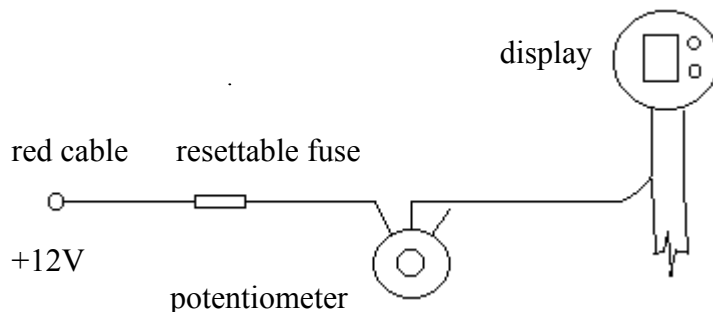 display
red cable
resettable fuse
+12V
potentiometer